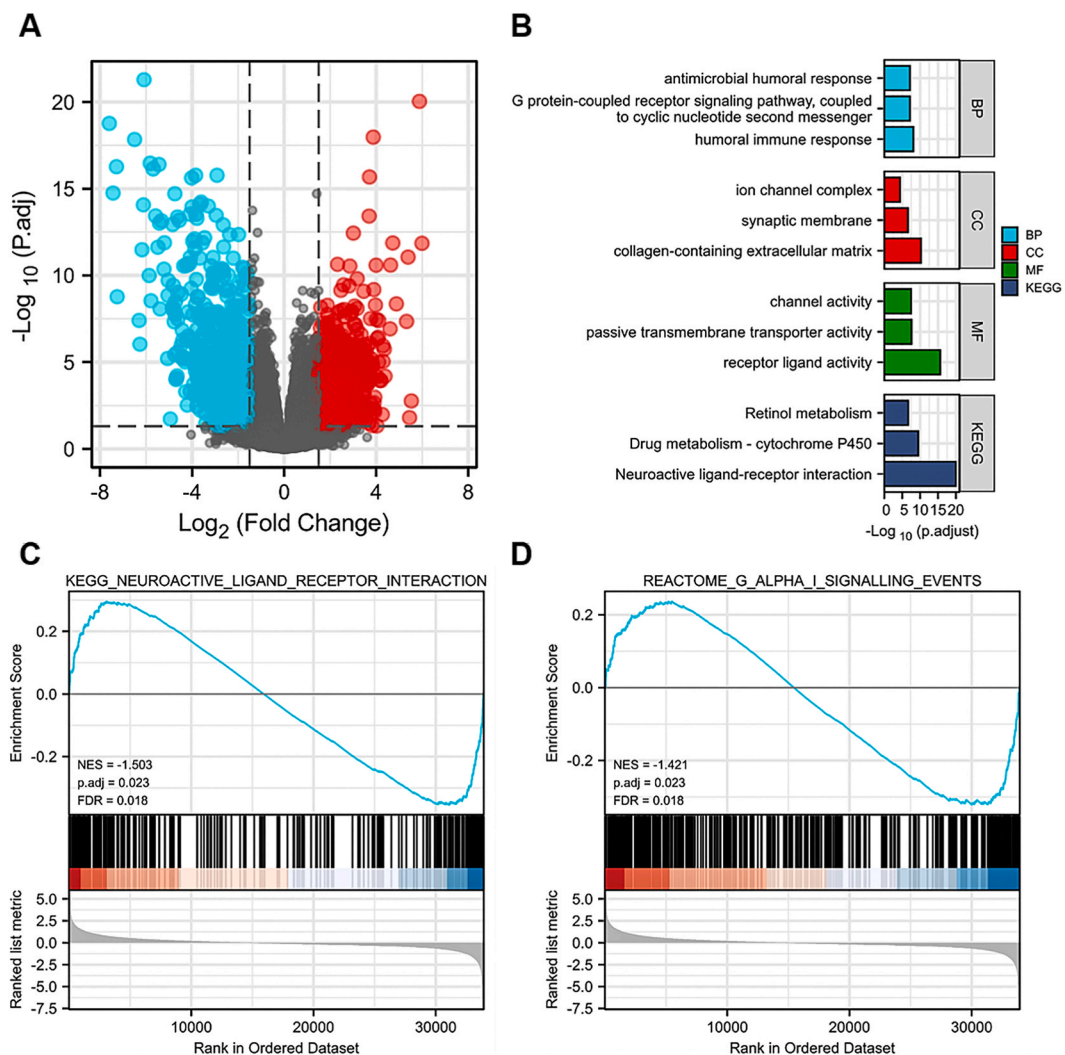 A
-Log 10 (P.adj)
20
15
10
5
0
-8 -4 0 4 8
Log2 (Fold Change)
B
antimicrobial humoral response
G protein-coupled receptor signaling pathway, coupled
to cyclic nucleotide second messenger
humoral immune response
BP
ion channel complex
synaptic membrane
collagen-containing extracellular matrix
CC
channel activity
passive transmembrane transporter activity
receptor ligand activity
MF
Retinol metabolism
Drug metabolism - cytochrome P450
Neuroactive ligand-receptor interaction
KEGG
0 5 10 15 20
-Log 10 (p.adjust)
BP
CC
MF
KEGG
C
KEGG_NEUROACTIVE_LIGAND_RECEPTOR_INTERACTION
Enrichment Score
0.2
0.0
-0.2
NES = -1.503
p.adj = 0.023
FDR = 0.018
Ranked list metric
5.0
2.5
0.0
-2.5
-5.0
-7.5
10000 20000 30000
Rank in Ordered Dataset
D
REACTOME_G_ALPHA_I_SIGNALLING_EVENTS
Enrichment Score
0.2
0.0
-0.2
NES = -1.421
p.adj = 0.023
FDR = 0.018
Ranked list metric
5.0
2.5
0.0
-2.5
-5.0
-7.5
10000 20000 30000
Rank in Ordered Dataset